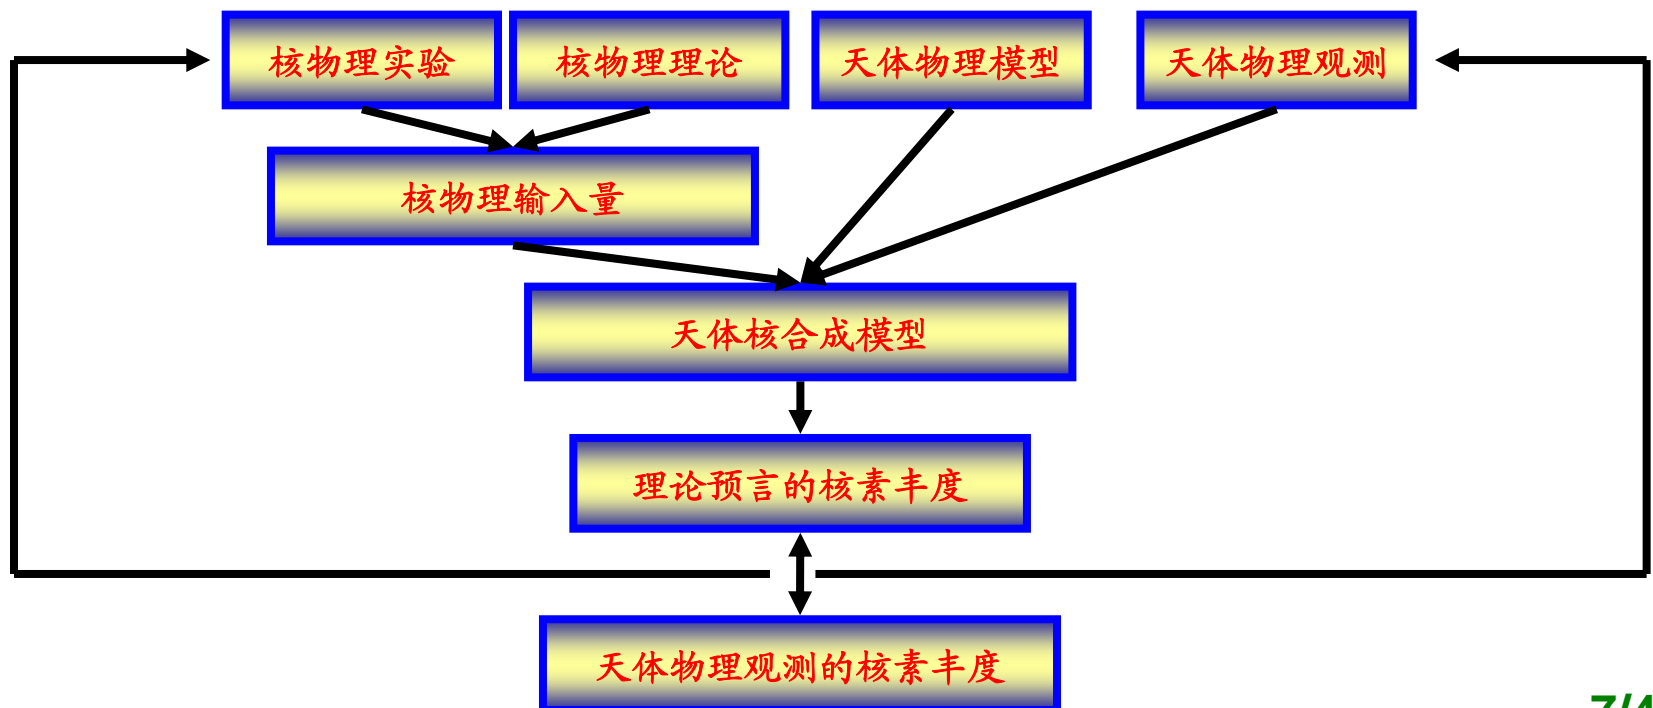 核物理实验
核物理理论
天体物理模型
天体物理观测
核物理输入量
天体核合成模型
理论预言的核素丰度
天体物理观测的核素丰度